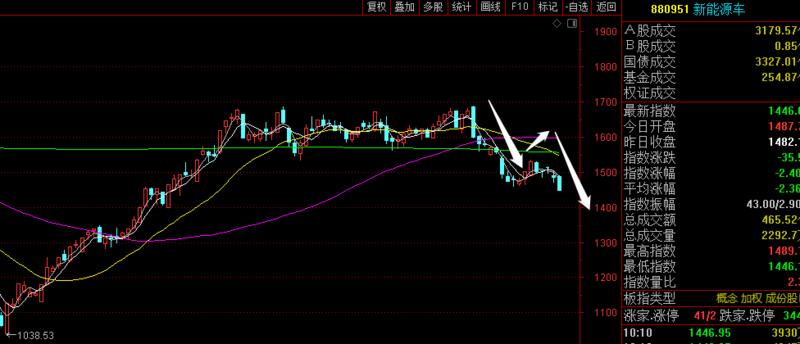 复权 叠加 多股 统计 画线 F10 标记 -自选 返回
880951 新能源车
A股成交 3179.57
B股成交 0.85
国债成交 3327.01
基金成交 254.87
权证成交
最新指数 1446.
今日开盘 1487.
昨日收盘 1482.
指数涨跌 -35.
指数涨幅 -2.40
平均涨幅 -2.36
指数振幅 43.00/2.90
总成交额 465.52
总成交量 2292.7
最高指数 1489.
最低指数 1446.
指数量比 2.
板指类型 概念 加权 成份股
涨家.涨停 41/2 跌家.跌停 344
10:10 1446.95 3930
1900
1800
1700
1600
1500
1400
1300
1200
1100
←1038.53